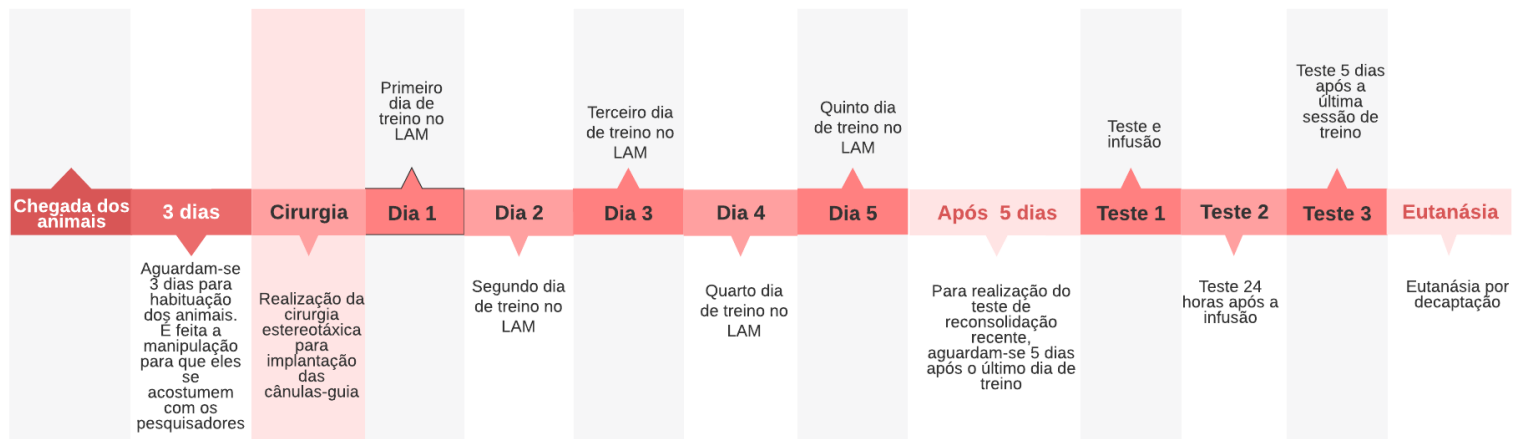 Chegada dos
animais
3 dias
Aguardam-se
3 dias para
habituação
dos animais.
É feita a
manipulação
para que eles
se
acostumem
com os
pesquisadores
Cirurgia
Realização da
cirurgia
estereotáxica
para
implantação
das
cânulas-guia
Primeiro
dia de
treino no
LAM
Dia 1
Dia 2
Segundo dia
de treino no
LAM
Terceiro dia
de treino no
LAM
Dia 3
Dia 4
Quarto dia
de treino no
LAM
Quinto dia
de treino no
LAM
Dia 5
Após 5 dias
Para realização do
teste de
reconsolidação
recente,
aguardam-se 5 dias
após o último dia de
treino
Teste e
infusão
Teste 1
Teste 2
Teste 24
horas após a
infusão
Teste 5 dias
após a
última
sessão de
treino
Teste 3
Eutanásia
Eutanásia por
decaptação